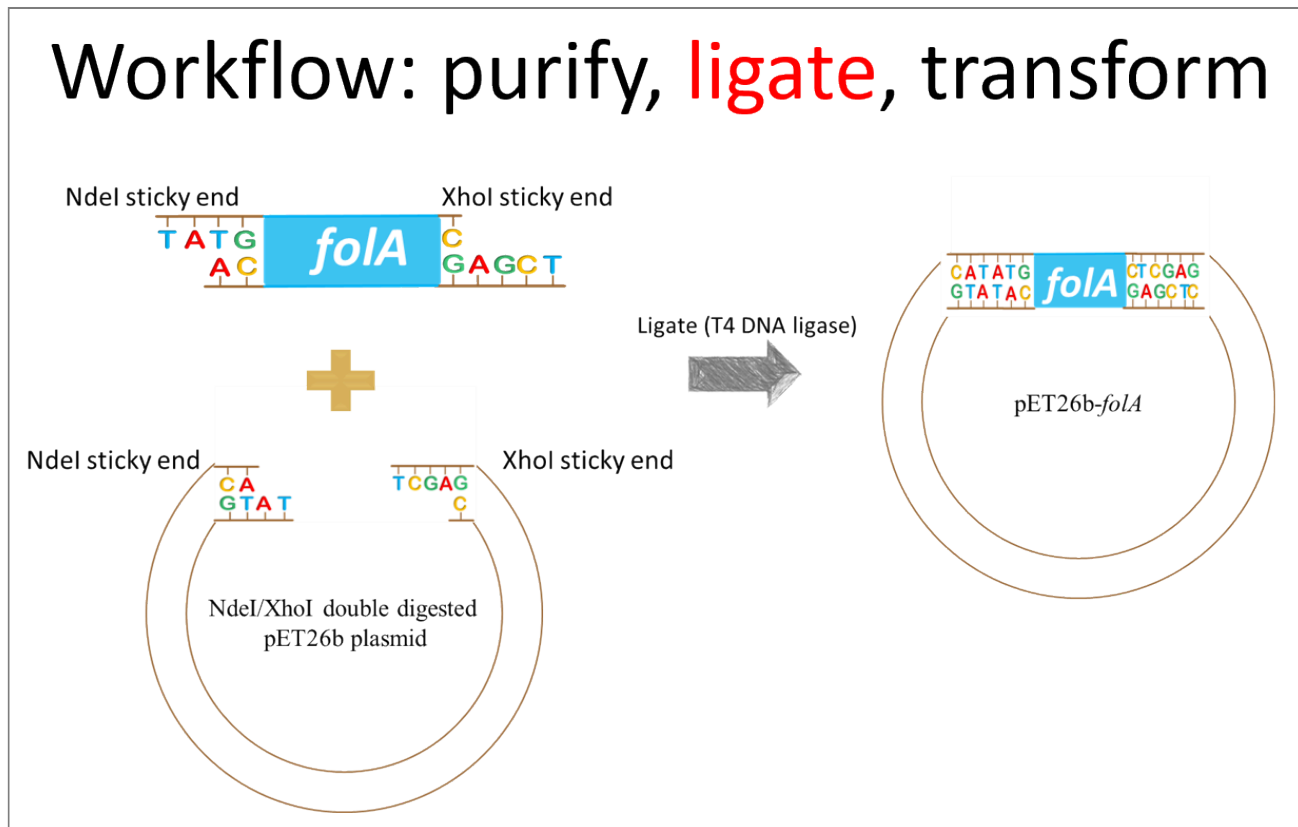 Workflow: purify, ligate, transform
NdeI sticky end
XhoI sticky end
TATG
AC
folA
C
GAGCT
Ligate (T4 DNA ligase)
CATATG
GTATAC
folA
CTCGAG
GAGCTC
pET26b-folA
NdeI sticky end
XhoI sticky end
CA
GTAT
TCGAG
C
NdeI/XhoI double digested
pET26b plasmid